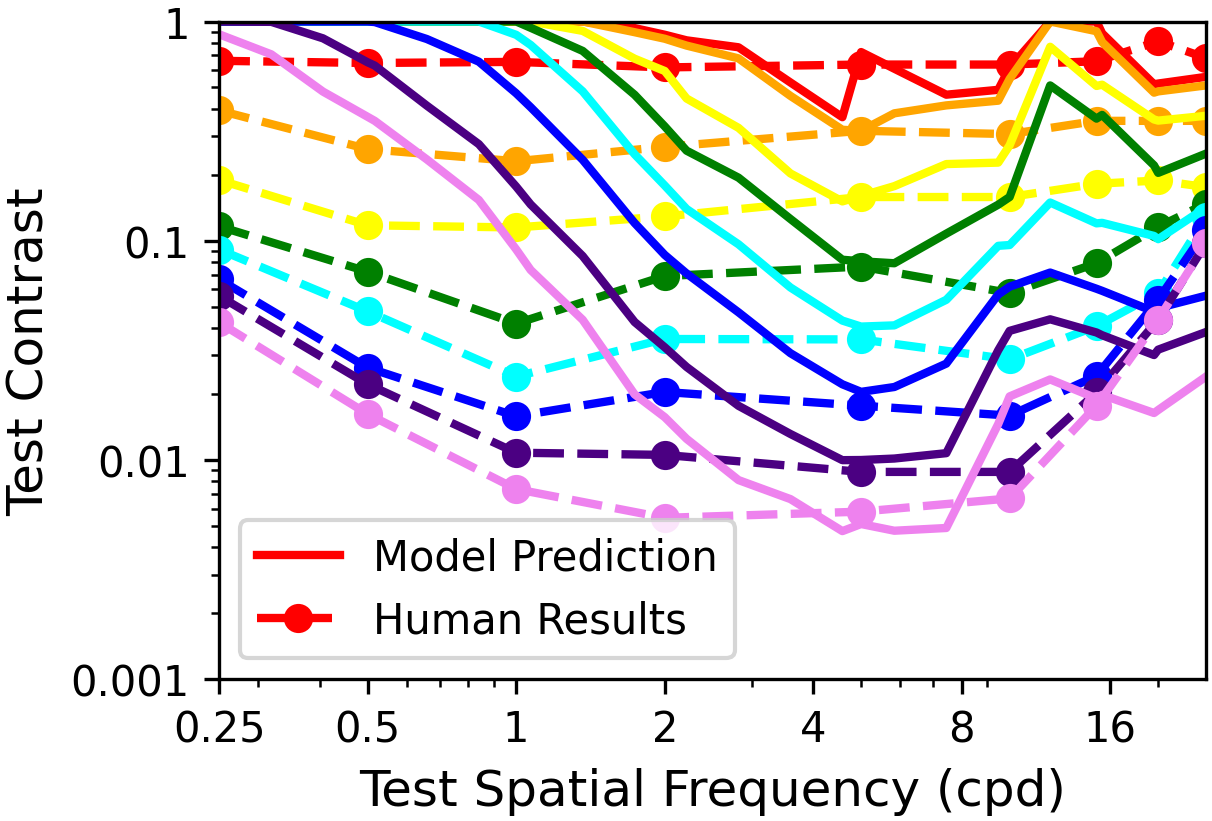 1
0.1
0.01
0.001
Test Contrast
Model Prediction
Human Results
0.25 0.5 1 2 4 8 16
Test Spatial Frequency (cpd)